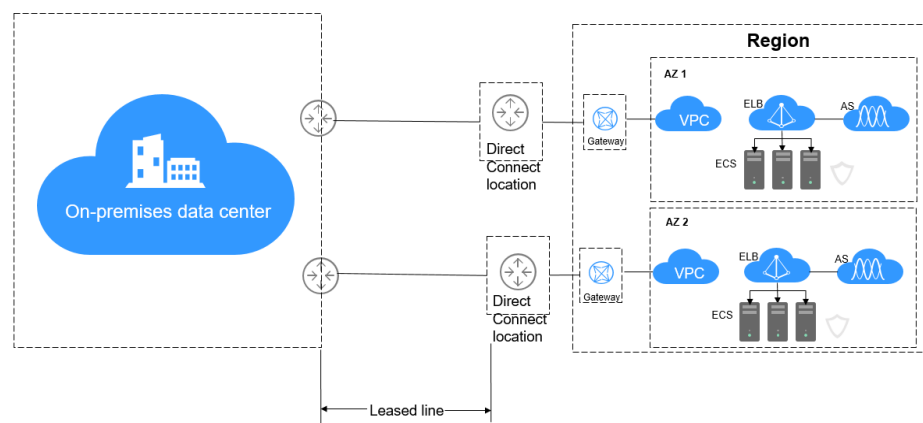 Region
AZ 1
On-premises data center
Direct
Connect
location
Gateway
VPC
ELB
AS
ECS
AZ 2
Direct
Connect
location
Gateway
VPC
ELB
AS
ECS
Leased line